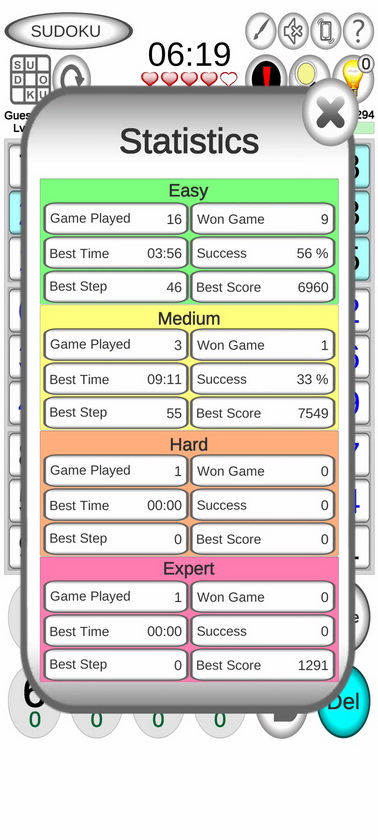 SUDOKU
06:19
?
SU
DO
KU
0
Gues
294
Lv
Statistics
Easy
Game Played 16 Won Game 9
Best Time 03:56 Success 56 %
Best Step 46 Best Score 6960
Medium
Game Played 3 Won Game 1
Best Time 09:11 Success 33 %
Best Step 55 Best Score 7549
Hard
Game Played 1 Won Game 0
Best Time 00:00 Success 0
Best Step 0 Best Score 0
Expert
Game Played 1 Won Game 0
Best Time 00:00 Success 0
Best Step 0 Best Score 1291
6 Del
0 0 0 0